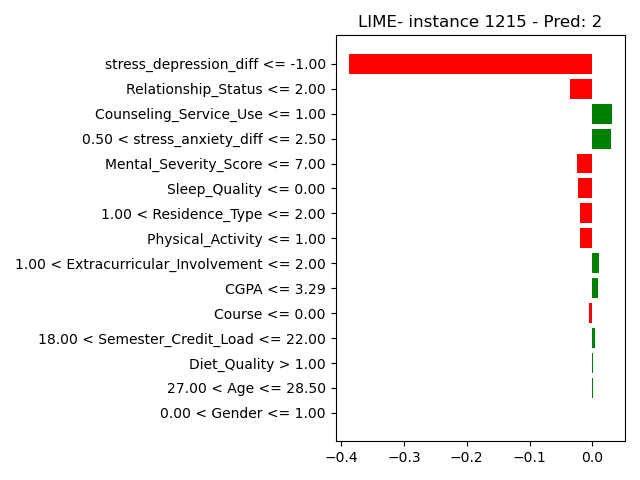 LIME- instance 1215 - Pred: 2
stress_depression_diff <= -1.00
Relationship_Status <= 2.00
Counseling_Service_Use <= 1.00
0.50 < stress_anxiety_diff <= 2.50
Mental_Severity_Score <= 7.00
Sleep_Quality <= 0.00
1.00 < Residence_Type <= 2.00
Physical_Activity <= 1.00
1.00 < Extracurricular_Involvement <= 2.00
CGPA <= 3.29
Course <= 0.00
18.00 < Semester_Credit_Load <= 22.00
Diet_Quality > 1.00
27.00 < Age <= 28.50
0.00 < Gender <= 1.00
−0.4 −0.3 −0.2 −0.1 0.0